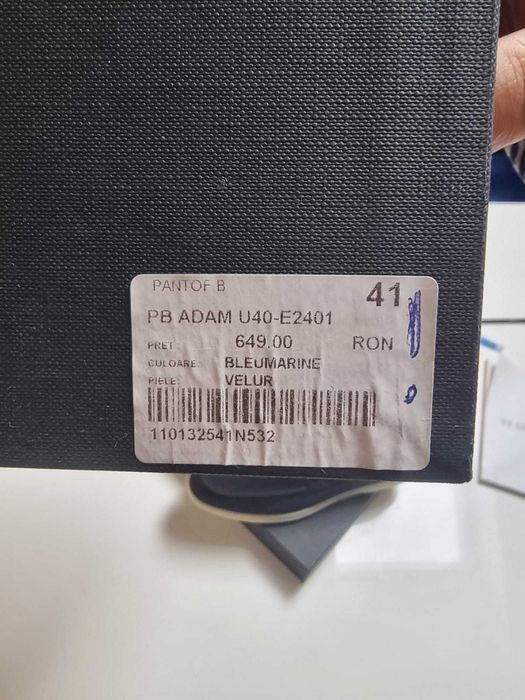 PANTOF B
41
PB ADAM U40-E2401
PRET 649.00 RON
CULOARE: BLEUMARINE
PIELE: VELUR
110132541N532